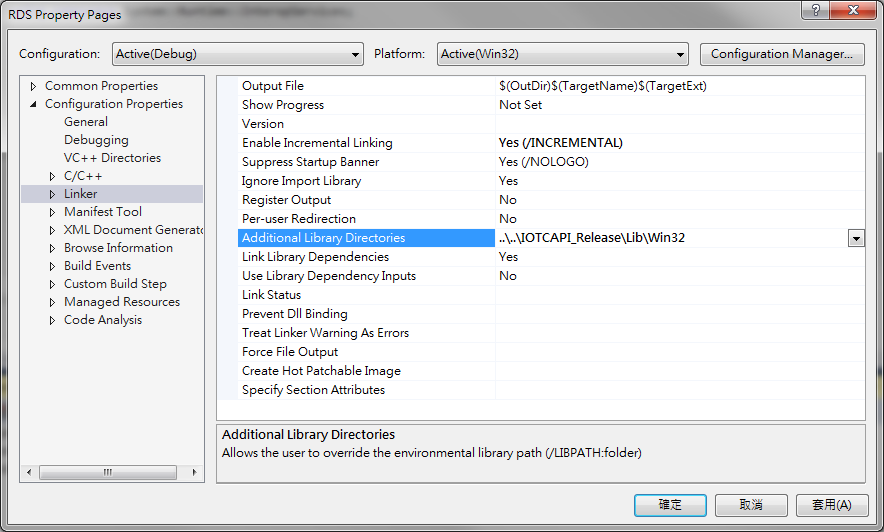 RDS Property Pages
Configuration: Active(Debug) Platform: Active(Win32) Configuration Manager...
Common Properties
Configuration Properties
General
Debugging
VC++ Directories
C/C++
Linker
Manifest Tool
XML Document Generato
Browse Information
Build Events
Custom Build Step
Managed Resources
Code Analysis
Output File $(OutDir)$(TargetName)$(TargetExt)
Show Progress Not Set
Version
Enable Incremental Linking Yes (/INCREMENTAL)
Suppress Startup Banner Yes (/NOLOGO)
Ignore Import Library Yes
Register Output No
Per-user Redirection No
Additional Library Directories ..\..\IOTCAPI_Release\Lib\Win32
Link Library Dependencies Yes
Use Library Dependency Inputs No
Link Status
Prevent Dll Binding
Treat Linker Warning As Errors
Force File Output
Create Hot Patchable Image
Specify Section Attributes
Additional Library Directories
Allows the user to override the environmental library path (/LIBPATH:folder)
確定 取消 套用(A)